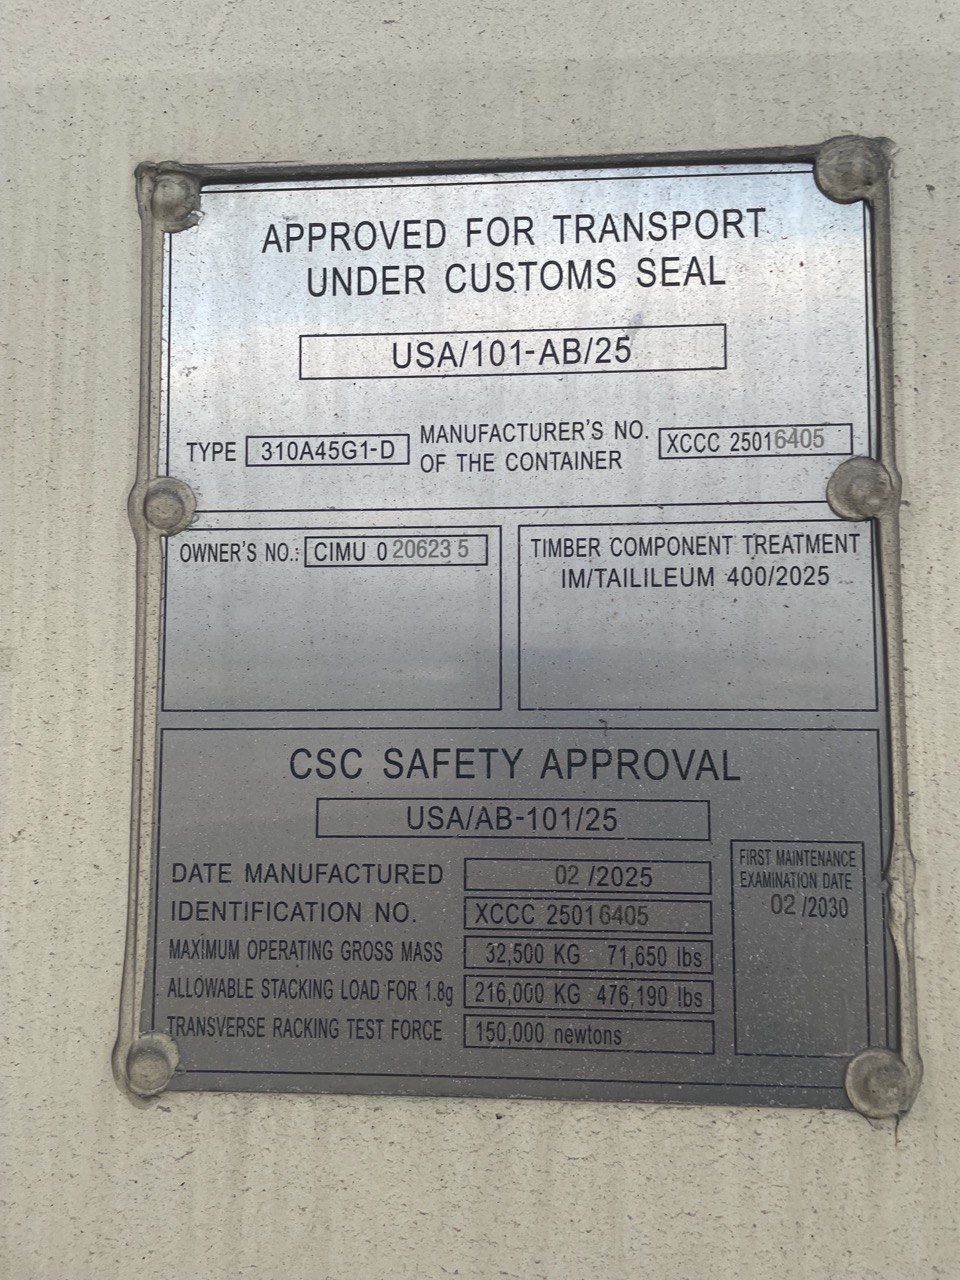 APPROVED FOR TRANSPORT
UNDER CUSTOMS SEAL
USA/101-AB/25
TYPE 310A45G1-D MANUFACTURER'S NO. OF THE CONTAINER XCCC 25016405
OWNER'S NO.: CIMU 0 20623 5
TIMBER COMPONENT TREATMENT
IM/TAILILEUM 400/2025
CSC SAFETY APPROVAL
USA/AB-101/25
DATE MANUFACTURED 02 /2025
IDENTIFICATION NO. XCCC 25016405
MAXIMUM OPERATING GROSS MASS 32,500 KG 71,650 lbs
ALLOWABLE STACKING LOAD FOR 1.8g 216,000 KG 476,190 lbs
TRANSVERSE RACKING TEST FORCE 150,000 newtons
FIRST MAINTENANCE
EXAMINATION DATE
02 /2030